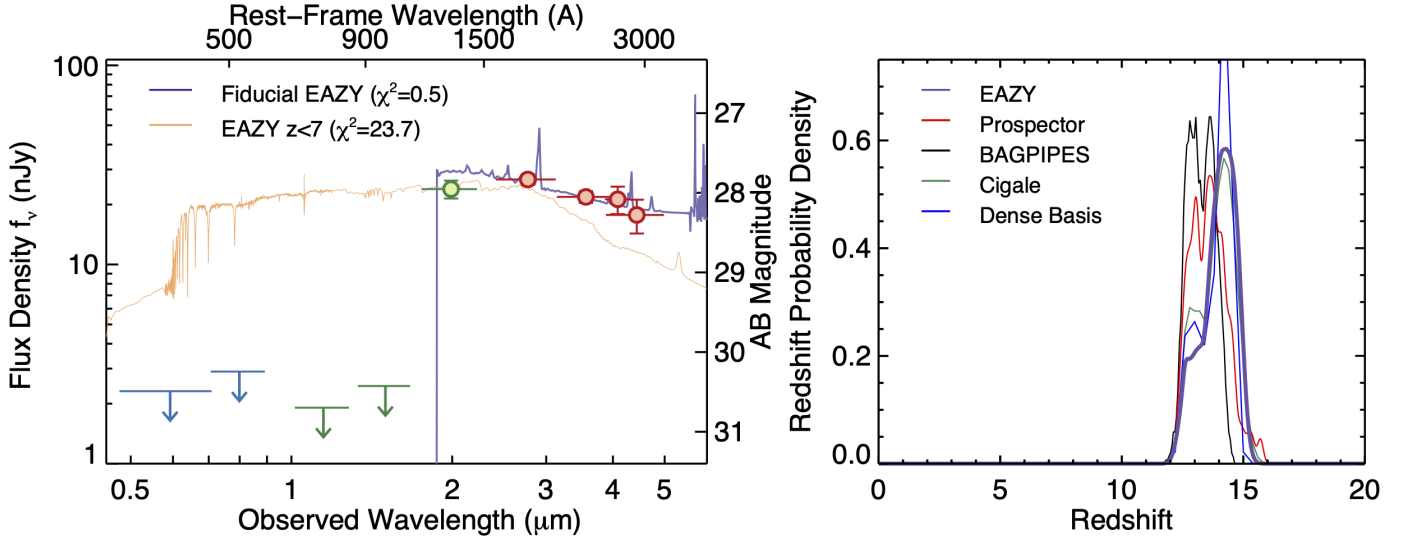 Rest−Frame Wavelength (A)
500 900 1500 3000
Fiducial EAZY (χ²=0.5)
EAZY z<7 (χ²=23.7)
Flux Density fν (nJy)
100
10
1
27
28
29
30
31
AB Magnitude
0.5 1 2 3 4 5
Observed Wavelength (μm)
Redshift Probability Density
0.6
0.4
0.2
0.0
EAZY
Prospector
BAGPIPES
Cigale
Dense Basis
0 5 10 15 20
Redshift